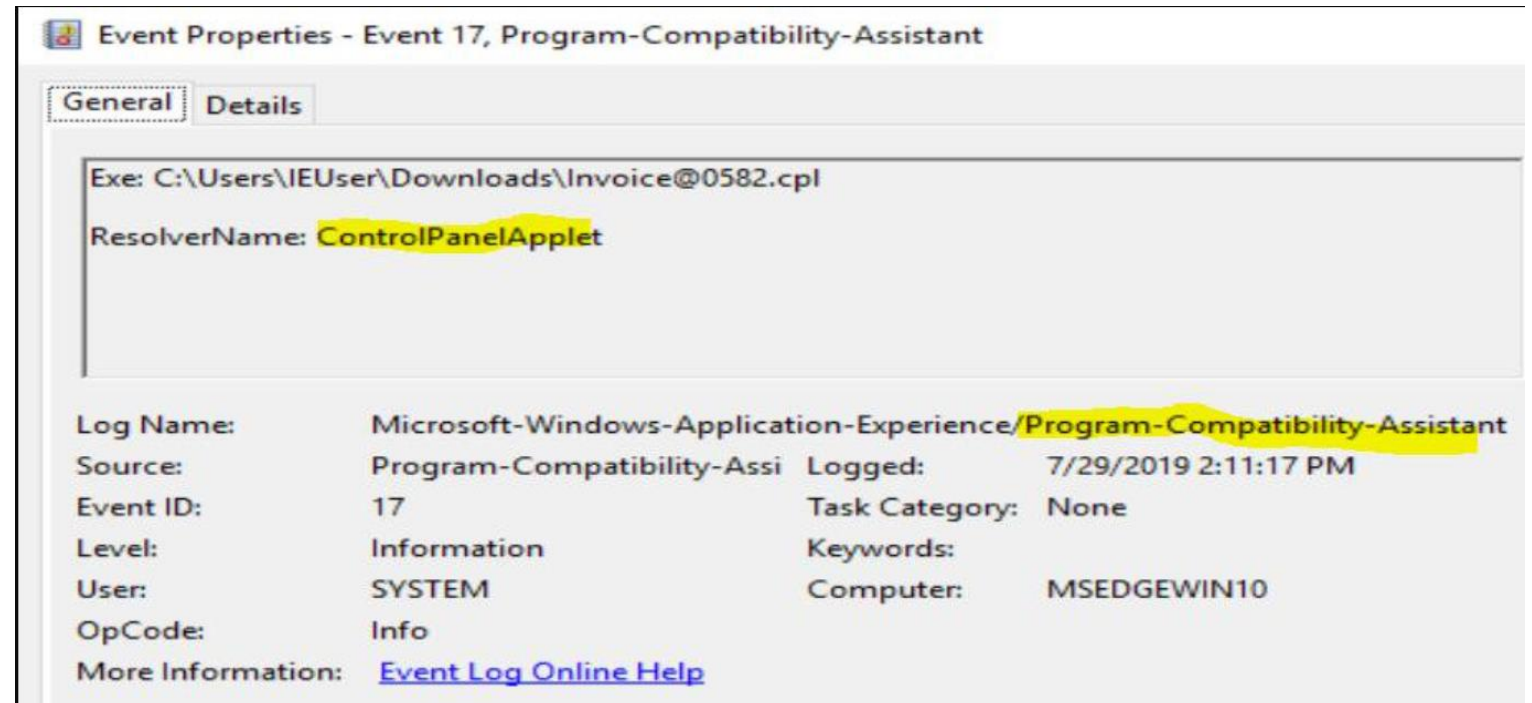 Event Properties - Event 17, Program-Compatibility-Assistant
General Details
Exe: C:\Users\IEUser\Downloads\Invoice@0582.cpl
ResolverName: ControlPanelApplet
Log Name: Microsoft-Windows-Application-Experience/Program-Compatibility-Assistant
Source: Program-Compatibility-Assi Logged: 7/29/2019 2:11:17 PM
Event ID: 17 Task Category: None
Level: Information Keywords:
User: SYSTEM Computer: MSEDGEWIN10
OpCode: Info
More Information: Event Log Online Help